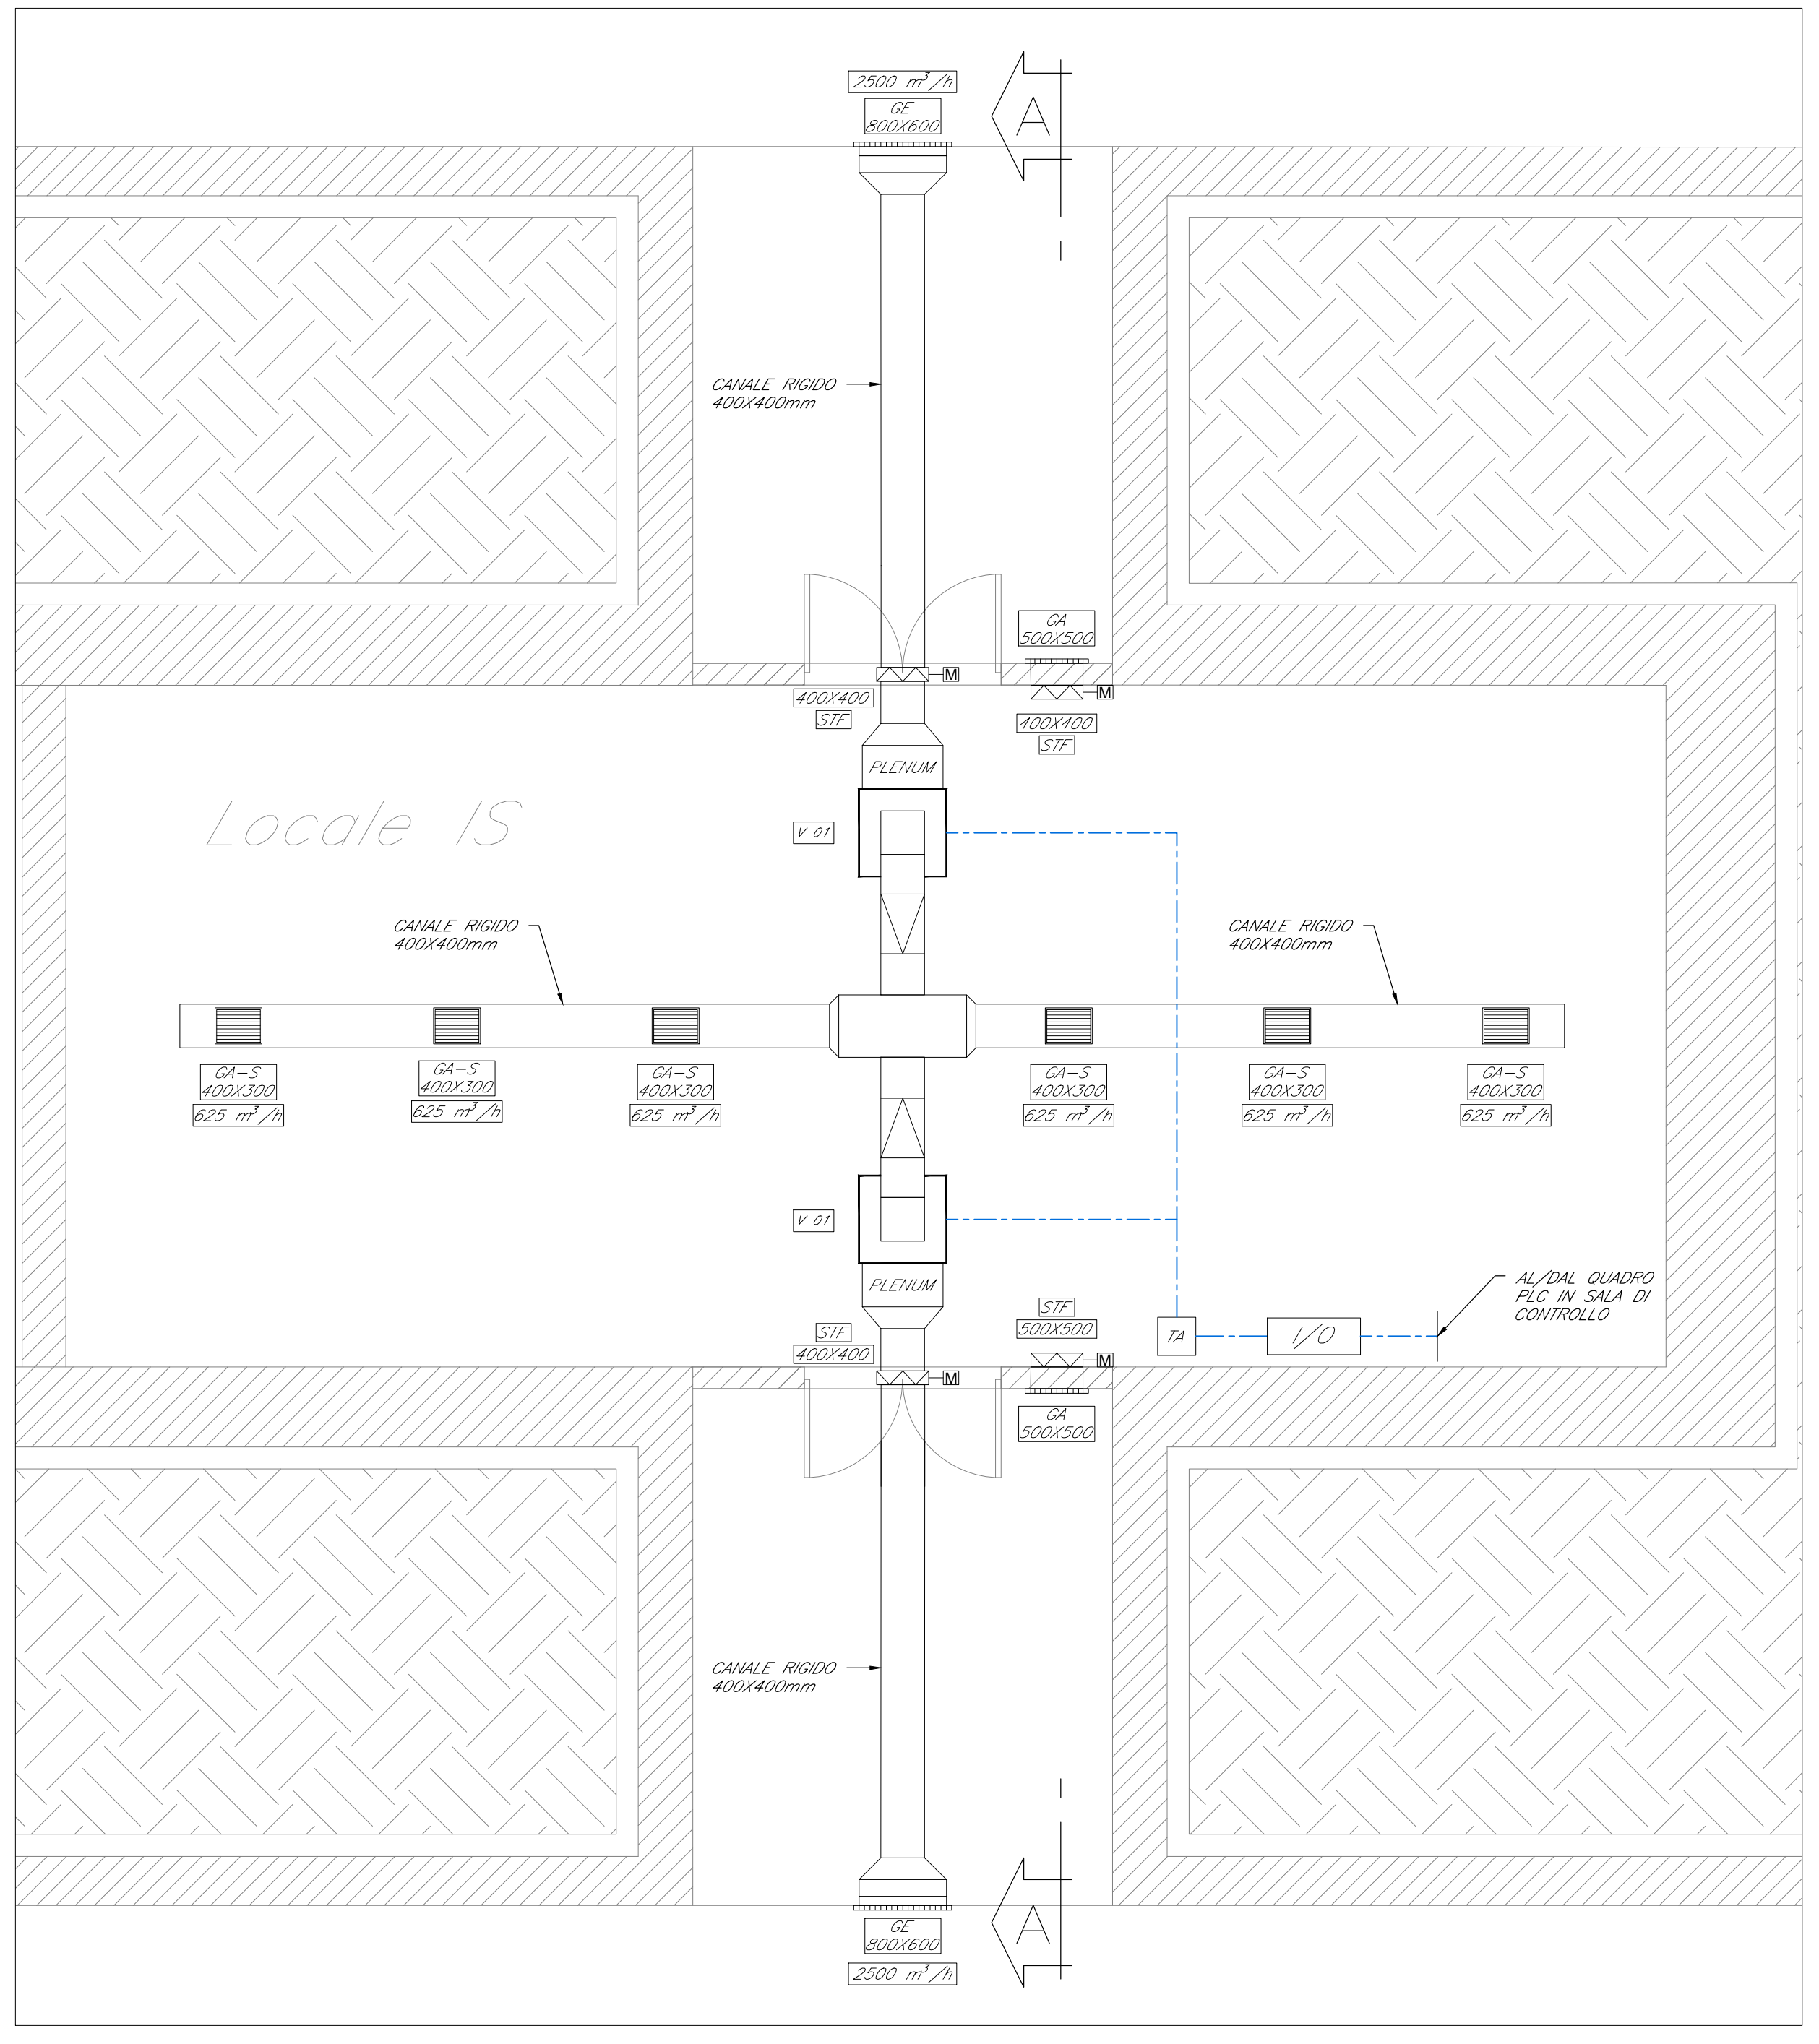 2500 m³/h
GE
800X600
A
CANALE RIGIDO
400X400mm
GA
500X500
M
M
400X400
STF
400X400
STF
PLENUM
Locale IS
V 01
CANALE RIGIDO
400X400mm
CANALE RIGIDO
400X400mm
GA-S
400X300
625 m³/h
GA-S
400X300
625 m³/h
GA-S
400X300
625 m³/h
GA-S
400X300
625 m³/h
GA-S
400X300
625 m³/h
GA-S
400X300
625 m³/h
V 01
PLENUM
AL/DAL QUADRO
PLC IN SALA DI
CONTROLLO
STF
500X500
STF
400X400
TA
I/O
M
M
GA
500X500
CANALE RIGIDO
400X400mm
A
GE
800X600
2500 m³/h